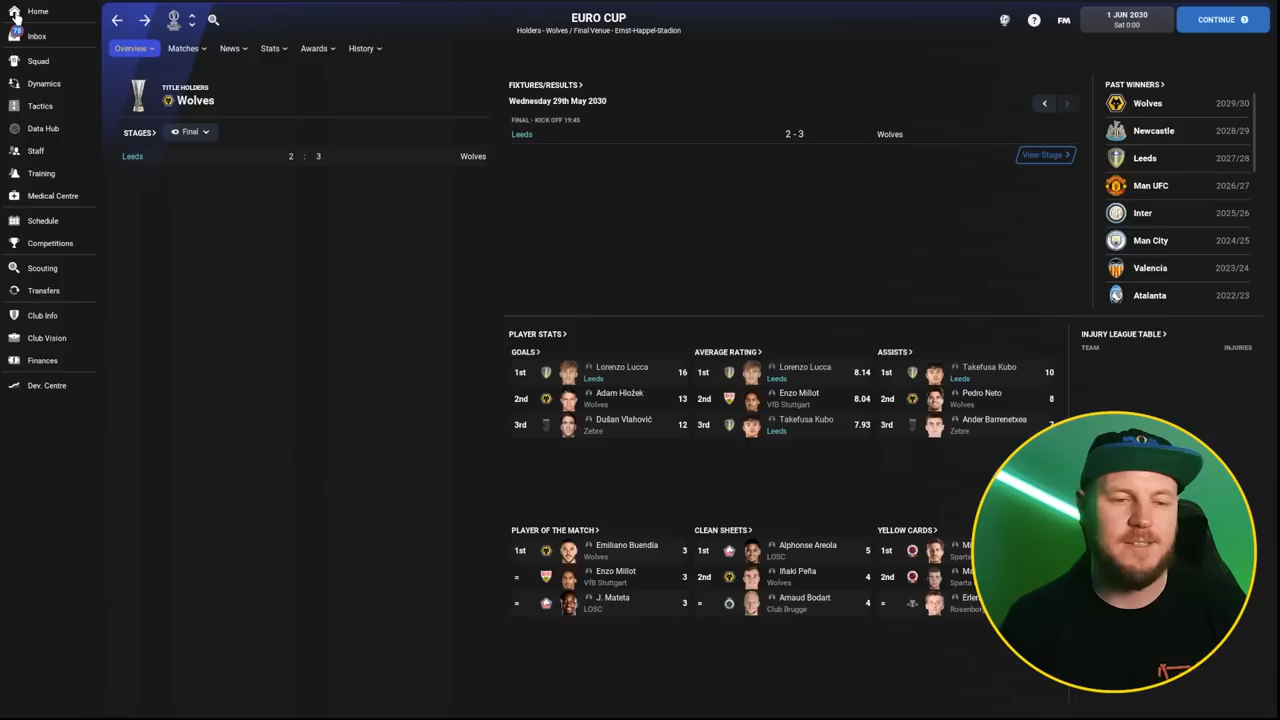 Home
Inbox
75
Squad
Dynamics
Tactics
Data Hub
Staff
Training
Medical Centre
Schedule
Competitions
Scouting
Transfers
Club Info
Club Vision
Finances
Dev. Centre
EURO CUP
Holders - Wolves / Final Venue - Ernst-Happel-Stadion
FM
1 JUN 2030
Sat 0:00
CONTINUE
Overview
Matches
News
Stats
Awards
History
TITLE HOLDERS
Wolves
STAGES
Final
Leeds 2 : 3 Wolves
FIXTURES/RESULTS
Wednesday 29th May 2030
FINAL - KICK OFF 19:45
Leeds 2 - 3 Wolves
View Stage
PAST WINNERS
Wolves 2029/30
Newcastle 2028/29
Leeds 2027/28
Man UFC 2026/27
Inter 2025/26
Man City 2024/25
Valencia 2023/24
Atalanta 2022/23
PLAYER STATS
GOALS
1st Lorenzo Lucca 16
Leeds
2nd Adam Hložek 13
Wolves
3rd Dušan Vlahović 12
Zebre
AVERAGE RATING
1st Lorenzo Lucca 8.14
Leeds
2nd Enzo Millot 8.04
VfB Stuttgart
3rd Takefusa Kubo 7.93
Leeds
ASSISTS
1st Takefusa Kubo 10
Leeds
2nd Pedro Neto 8
Wolves
3rd Ander Barrenetxea
Zebre
INJURY LEAGUE TABLE
TEAM INJURIES
PLAYER OF THE MATCH
1st Emiliano Buendía 3
Wolves
= Enzo Millot 3
VfB Stuttgart
= J. Mateta 3
LOSC
CLEAN SHEETS
1st Alphonse Areola 5
LOSC
2nd Iñaki Peña 4
Wolves
= Arnaud Bodart 4
Club Brugge
YELLOW CARDS
1st
Sparta
2nd
Sparta
=